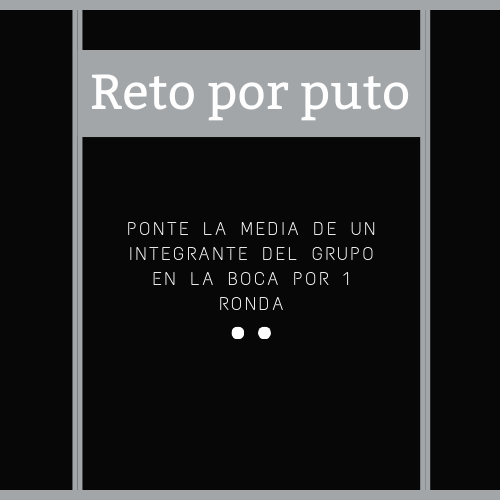 Reto por puto
PONTE LA MEDIA DE UN
INTEGRANTE DEL GRUPO
EN LA BOCA POR 1
RONDA